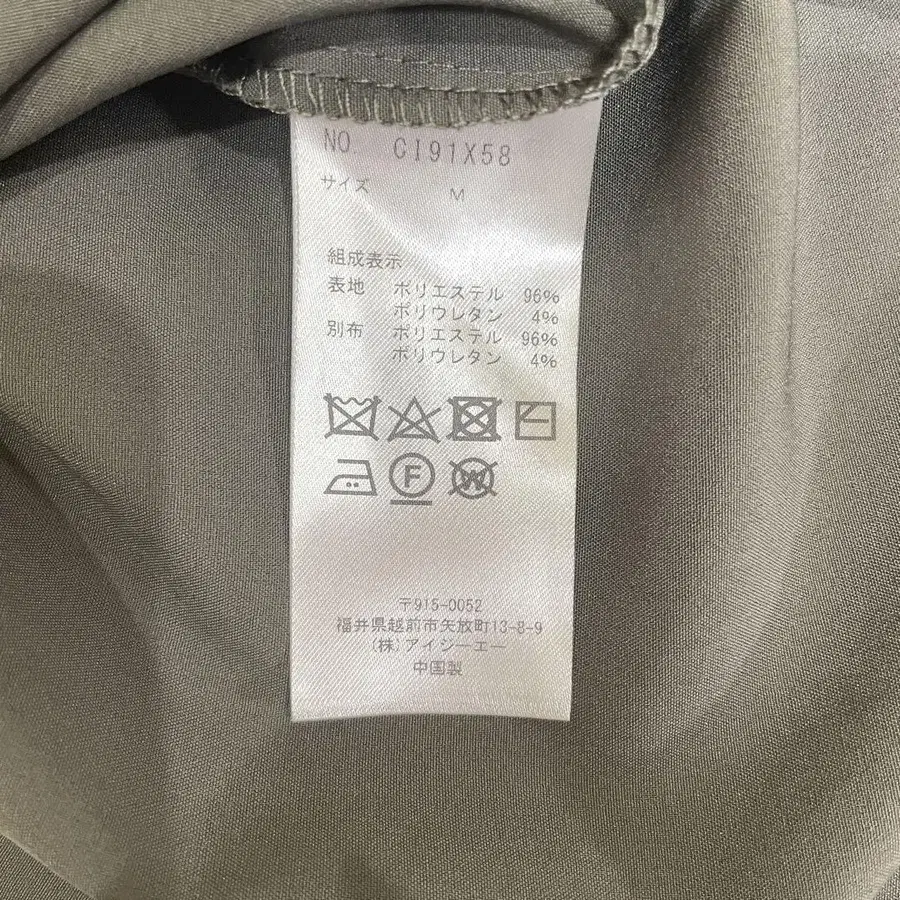 NO. CI91X58
サイズ M
組成表示
表地 ポリエステル 96%
ポリウレタン 4%
別布 ポリエステル 96%
ポリウレタン 4%
F W
〒915-0052
福井県越前市矢放町13-8-9
(株)アイジーエー
中国製